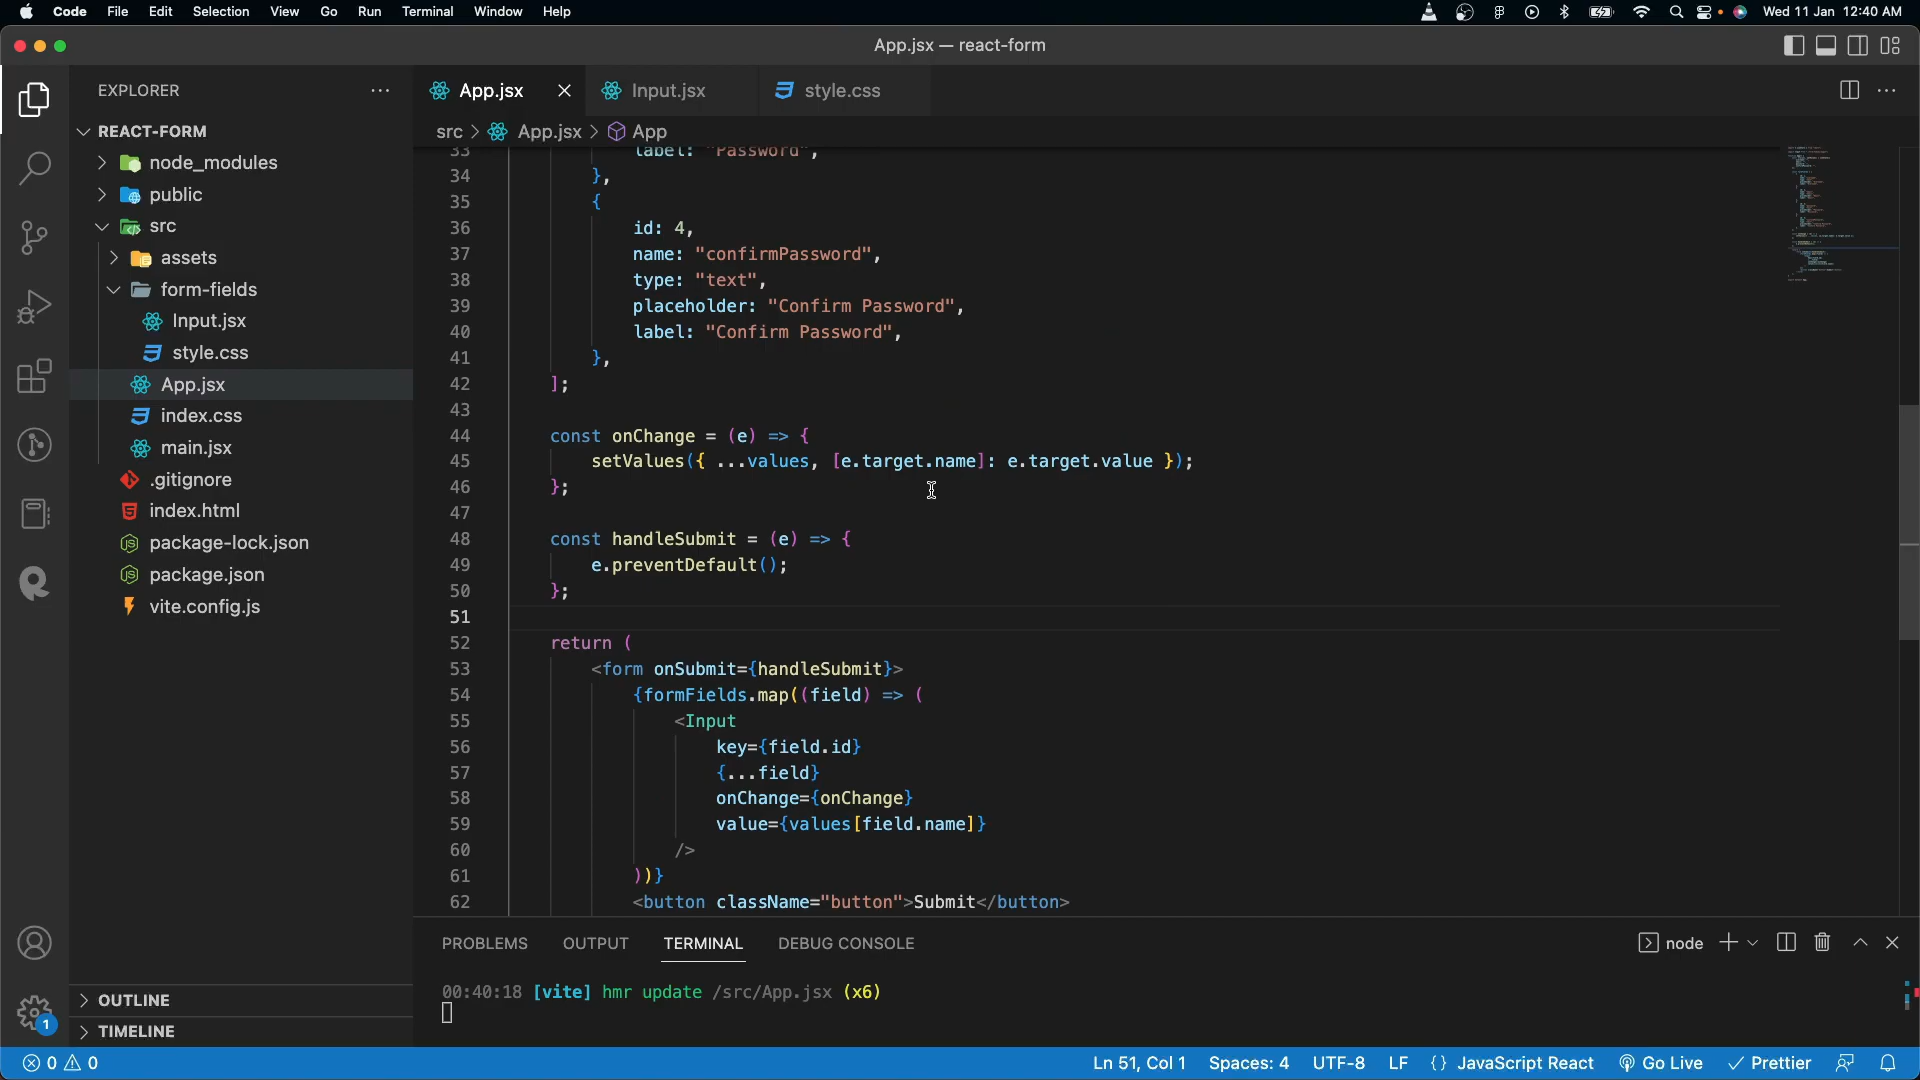 Code File Edit Selection View Go Run Terminal Window Help Wed 11 Jan 12:40 AM
App.jsx — react-form
EXPLORER
REACT-FORM
node_modules
public
src
assets
form-fields
Input.jsx
style.css
App.jsx
index.css
main.jsx
.gitignore
index.html
package-lock.json
package.json
vite.config.js
OUTLINE
TIMELINE
1
App.jsx Input.jsx style.css
src > App.jsx > App
33 label: "Password",
34 },
35 {
36 id: 4,
37 name: "confirmPassword",
38 type: "text",
39 placeholder: "Confirm Password",
40 label: "Confirm Password",
41 },
42 ];
43
44 const onChange = (e) => {
45 setValues({ ...values, [e.target.name]: e.target.value });
46 };
47
48 const handleSubmit = (e) => {
49 e.preventDefault();
50 };
51
52 return (
53 <form onSubmit={handleSubmit}>
54 {formFields.map((field) => (
55 <Input
56 key={field.id}
57 {...field}
58 onChange={onChange}
59 value={values[field.name]}
60 />
61 ))}
62 <button className="button">Submit</button>
PROBLEMS OUTPUT TERMINAL DEBUG CONSOLE node
00:40:18 [vite] hmr update /src/App.jsx (x6)
0 0 Ln 51, Col 1 Spaces: 4 UTF-8 LF {} JavaScript React Go Live Prettier